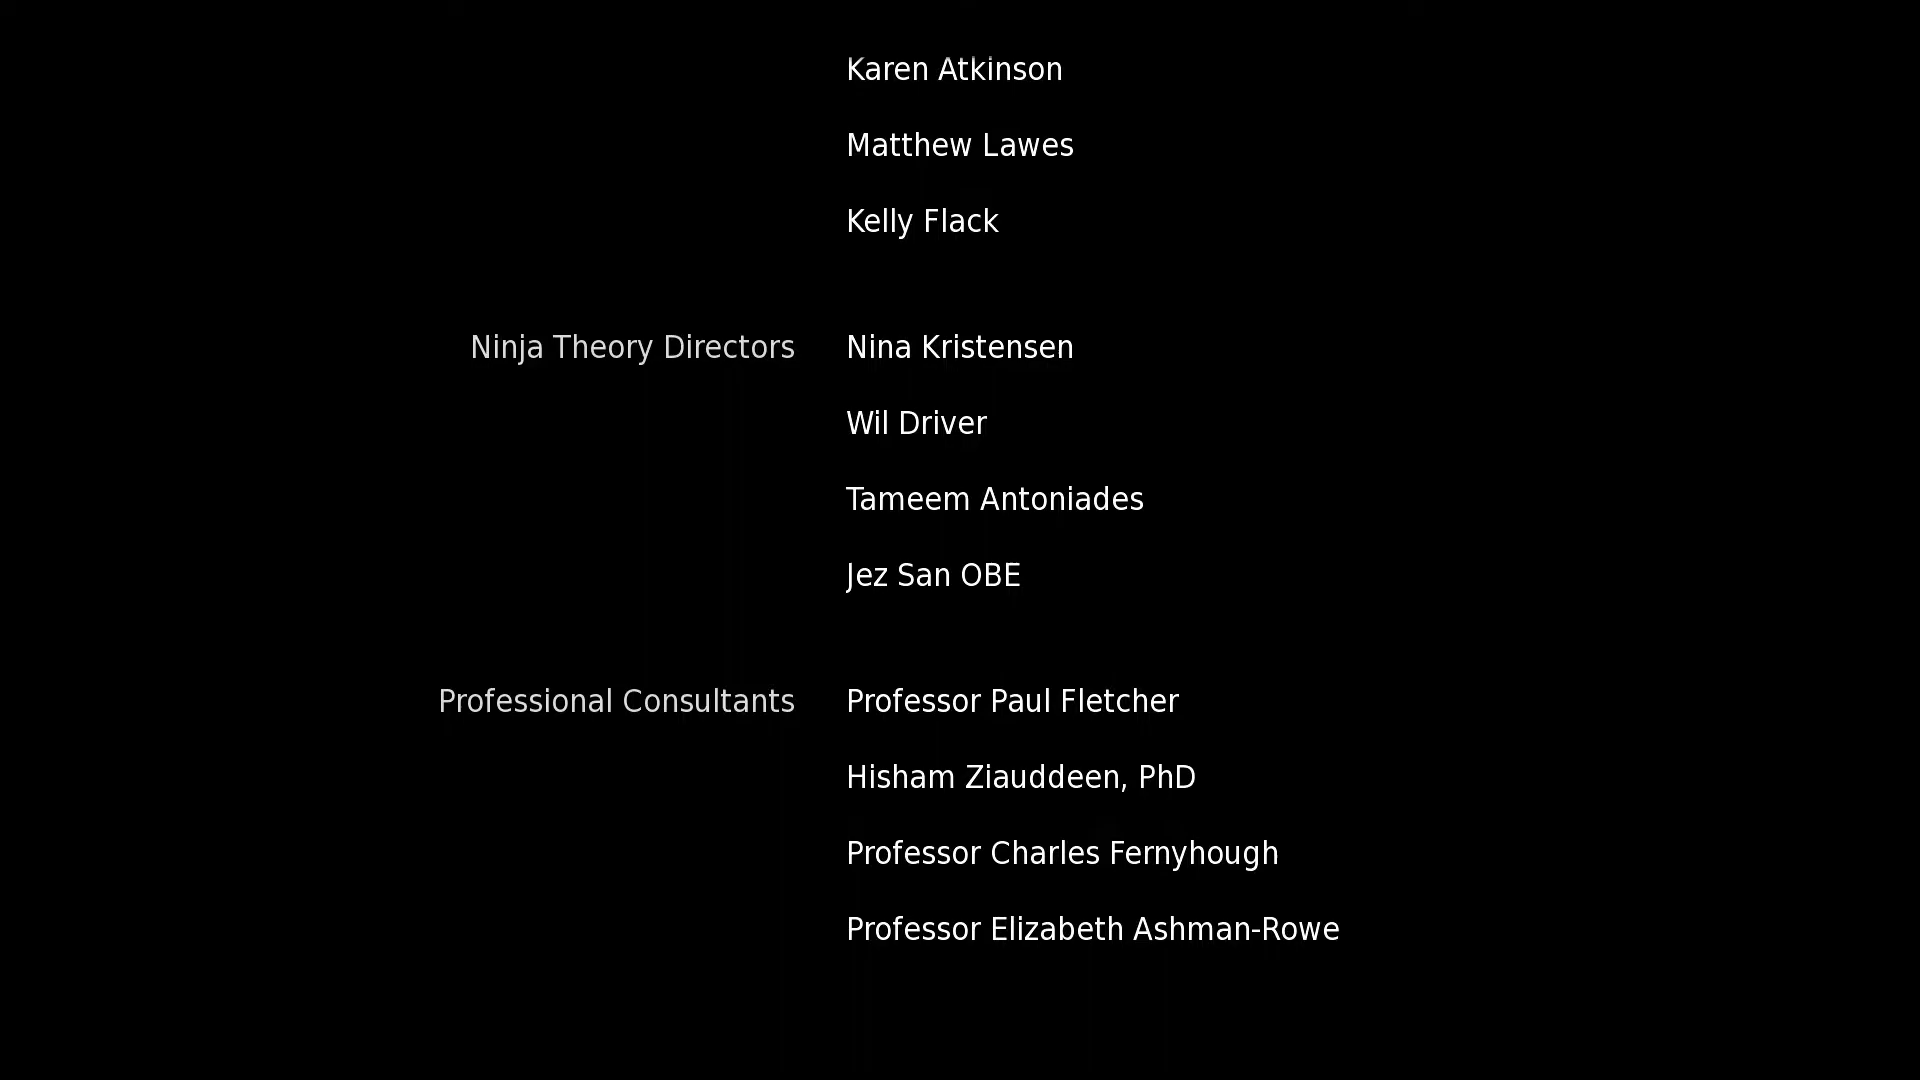 Karen Atkinson
Matthew Lawes
Kelly Flack
Ninja Theory Directors Nina Kristensen
Wil Driver
Tameem Antoniades
Jez San OBE
Professional Consultants Professor Paul Fletcher
Hisham Ziauddeen, PhD
Professor Charles Fernyhough
Professor Elizabeth Ashman-Rowe